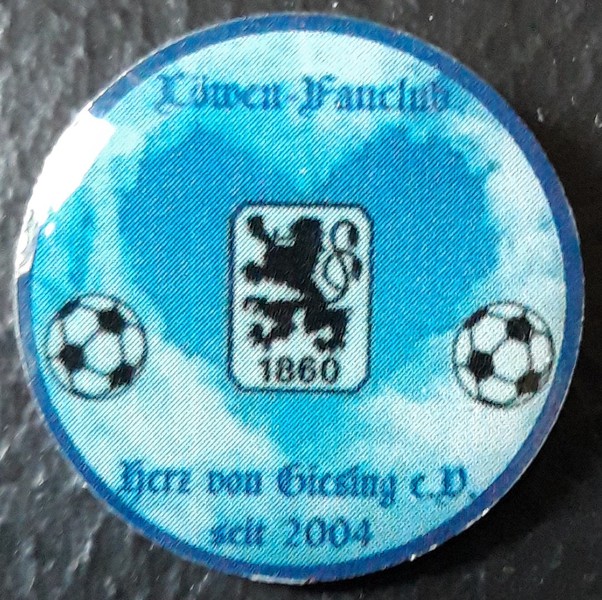 Löwen-Fanclub
1860
Herz von Giesing e.V.
seit 2004